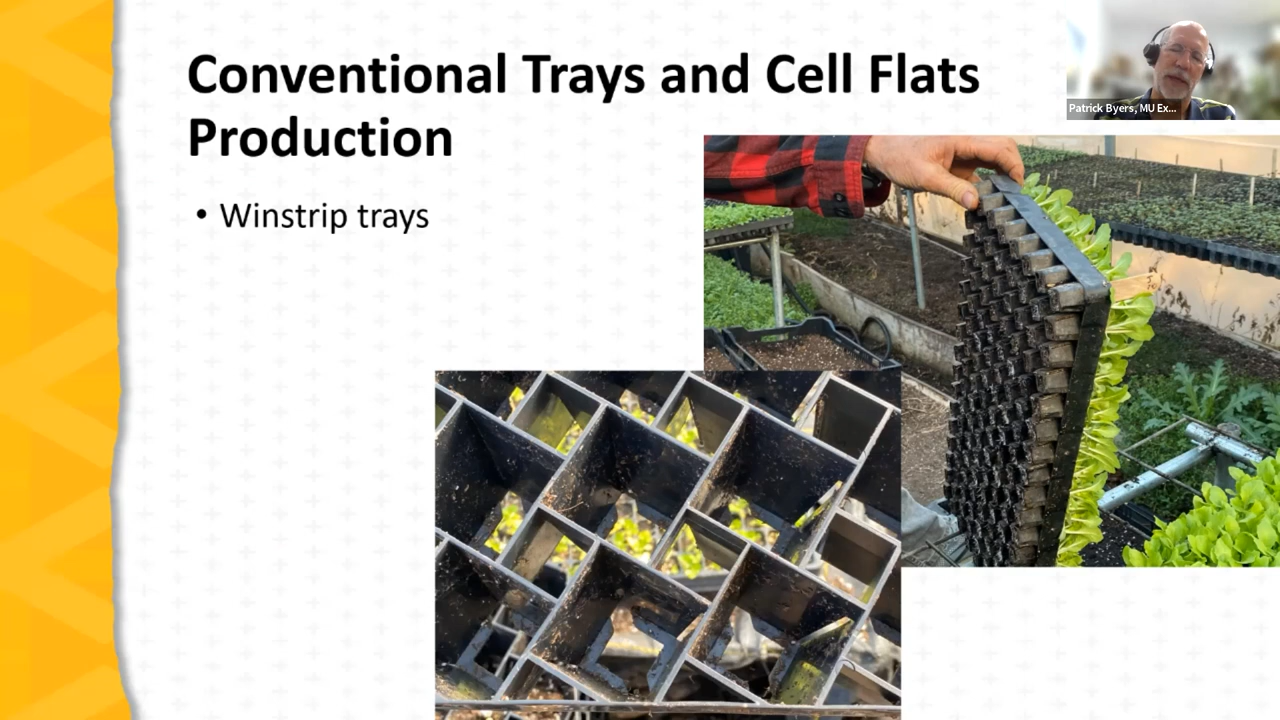 Conventional Trays and Cell Flats
Production
• Winstrip trays
Patrick Byers, MU Ex...